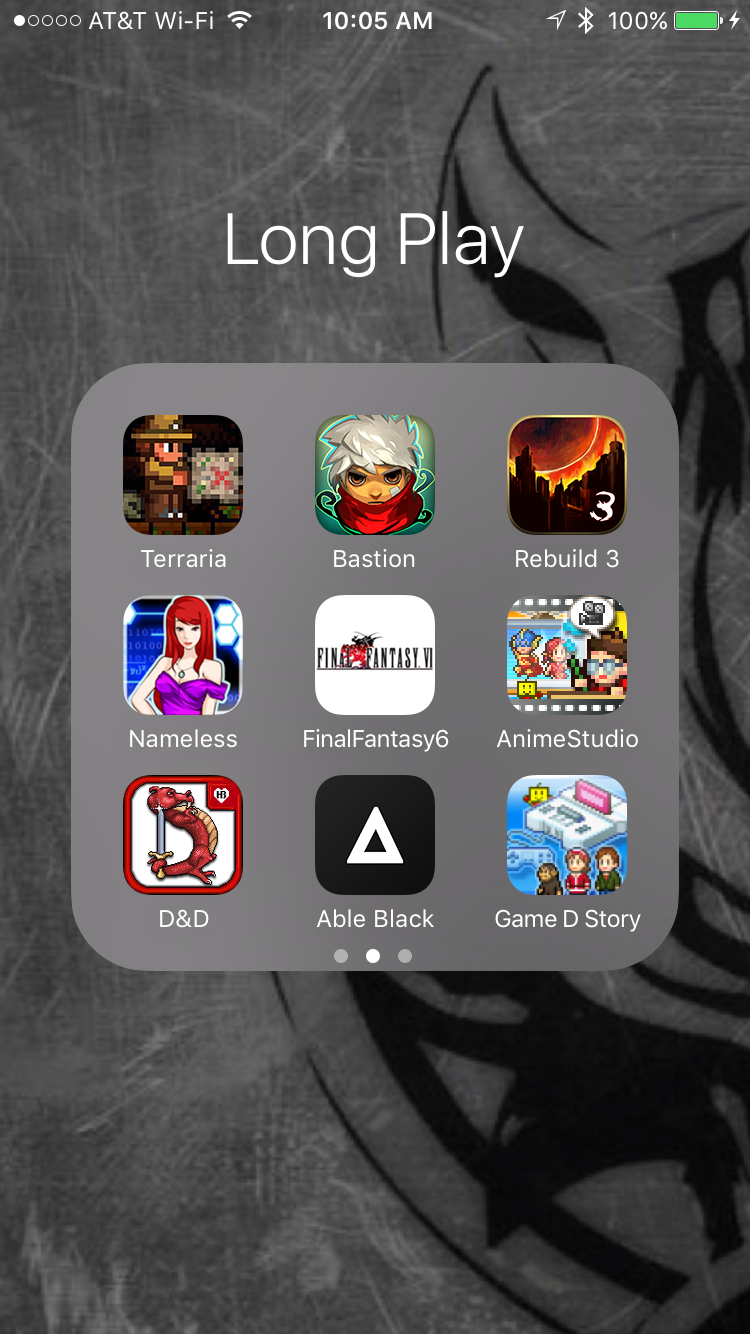 AT&T Wi-Fi 10:05 AM 100%
Long Play
3
Terraria Bastion Rebuild 3
FINAL FANTASY VI
Nameless FinalFantasy6 AnimeStudio
HB
D&D Able Black Game D Story